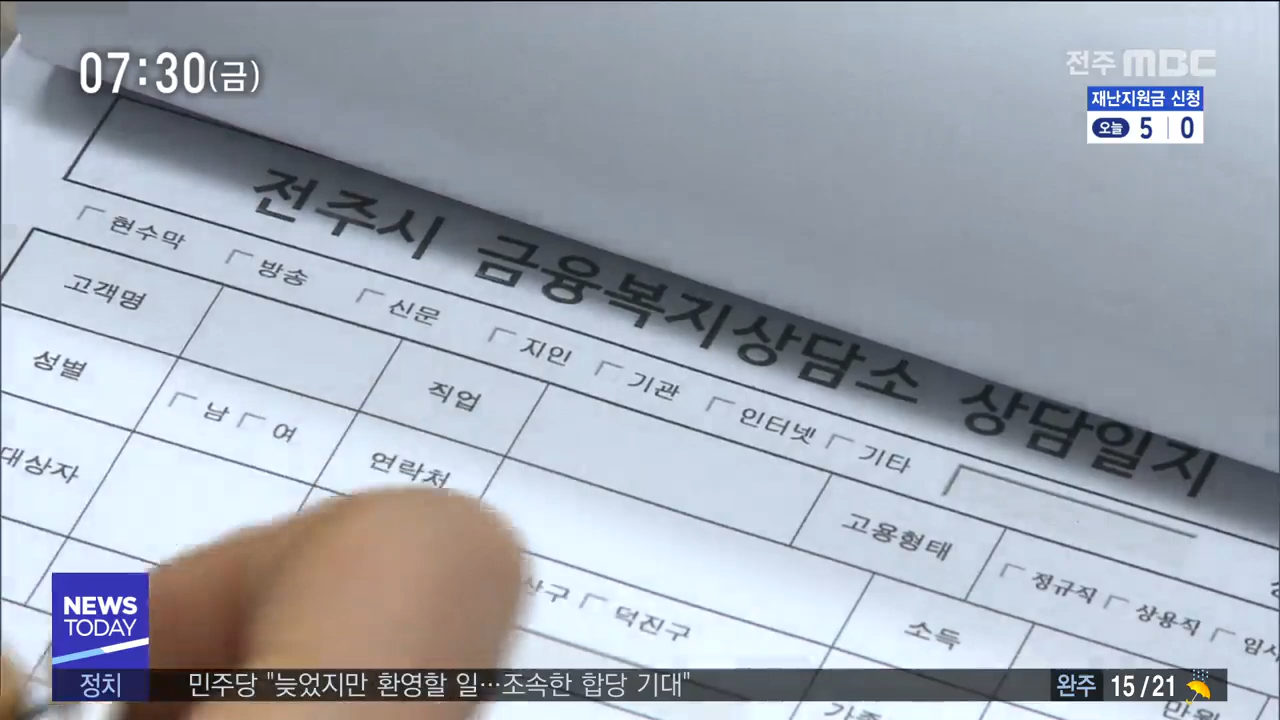 07:30(금)
전주 MBC
재난지원금 신청
오늘 5 0
전주시 금융복지상담소 상담일지
현수막 방송 신문 지인 기관 인터넷 기타
고객명 직업 고용형태 정규직 상용직
성별 남 여 연락처 소득
대상자 덕진구
NEWS
TODAY
정치 민주당 "늦었지만 환영할 일…조속한 합당 기대" 완주 15/21